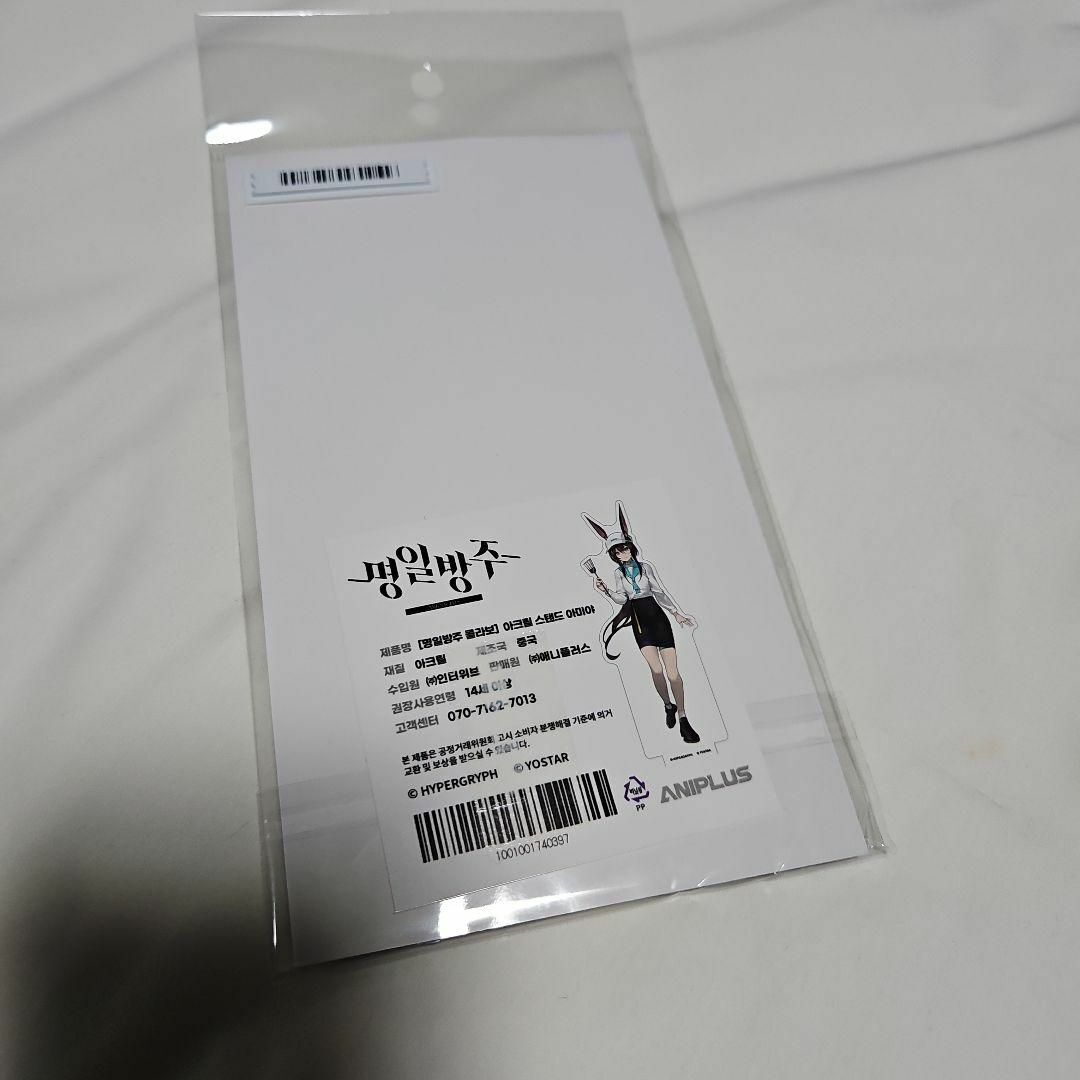 명일방주
제품명 [명일방주 콜라보] 아크릴 스탠드 아미야
재질 아크릴 제조국 중국
수입원 ㈜인터위브 판매원 ㈜애니플러스
권장사용연령 14세 이상
고객센터 070-7162-7013
본 제품은 공정거래위원회 고시 소비자 분쟁해결 기준에 의거
교환 및 보상을 받으실 수 있습니다.
© HYPERGRYPH © YOSTAR
1001001740397
비닐류
PP
ANIPLUS